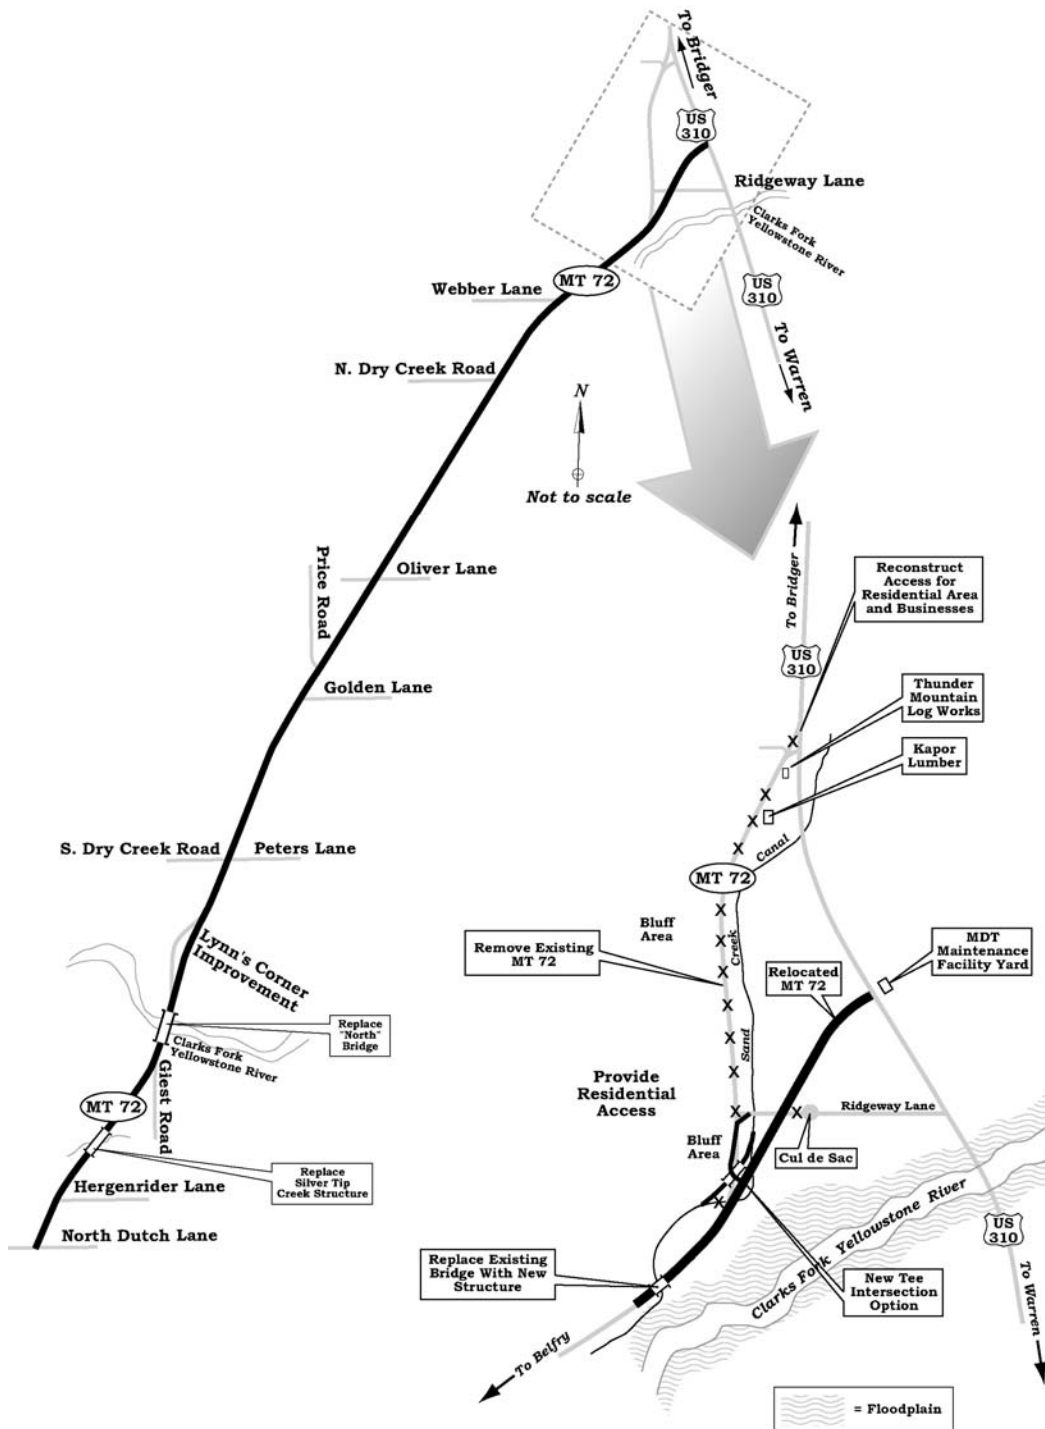 To Bridger
US
310
Ridgeway Lane
Clarks Fork
Yellowstone River
MT 72
Webber Lane
US
310
To Warren
N. Dry Creek Road
N
Not to scale
Price Road
Oliver Lane
Golden Lane
To Bridger
Reconstruct
Access for
Residential Area
and Businesses
US
310
Thunder
Mountain
Log Works
Kapor
Lumber
X
X
X
X
Canal
S. Dry Creek Road
Peters Lane
MT 72
Lynn's Corner
Improvement
Bluff
Area
X
X
X
X
X
X
X
Creek
Sand
Remove Existing
MT 72
Relocated
MT 72
MDT
Maintenance
Facility Yard
Replace
"North"
Bridge
Clarks Fork
Yellowstone River
Giest Road
MT 72
Provide
Residential
Access
X
Ridgeway Lane
Cul de Sac
Bluff
Area
X
Replace
Silver Tip
Creek Structure
Hergenrider Lane
North Dutch Lane
Clarks Fork Yellowstone River
US
310
Replace Existing
Bridge With New
Structure
New Tee
Intersection
Option
To Belfry
To Warren
= Floodplain